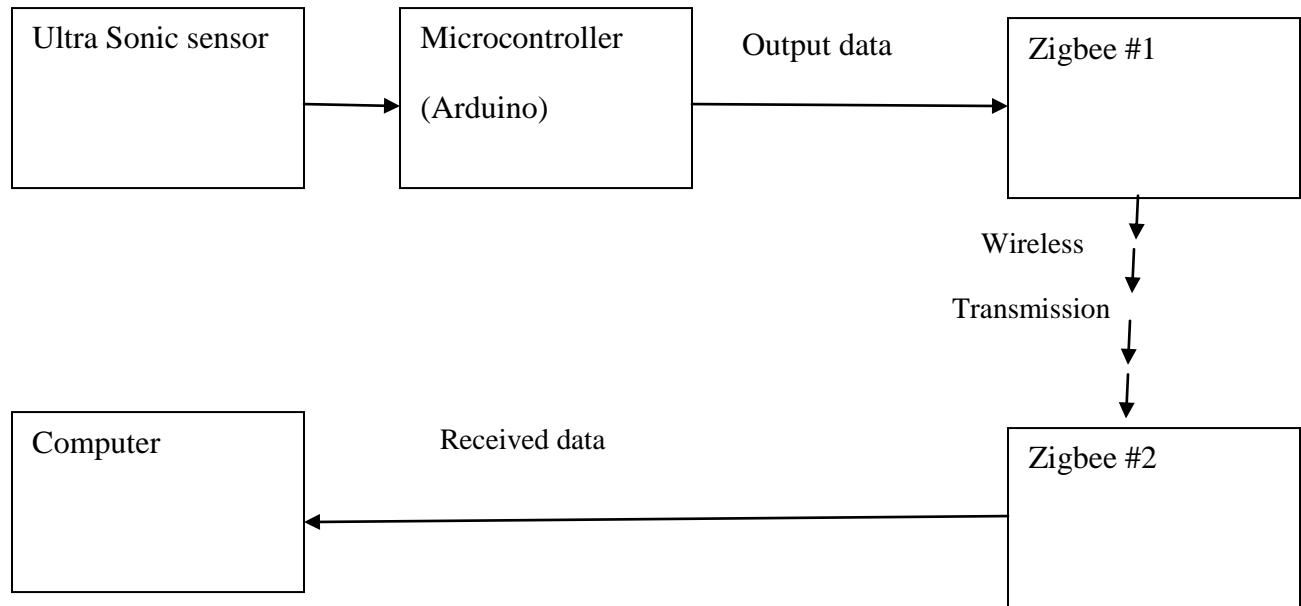 Ultra Sonic sensor
Microcontroller
(Arduino)
Output data
Zigbee #1
Wireless
Transmission
Computer
Received data
Zigbee #2